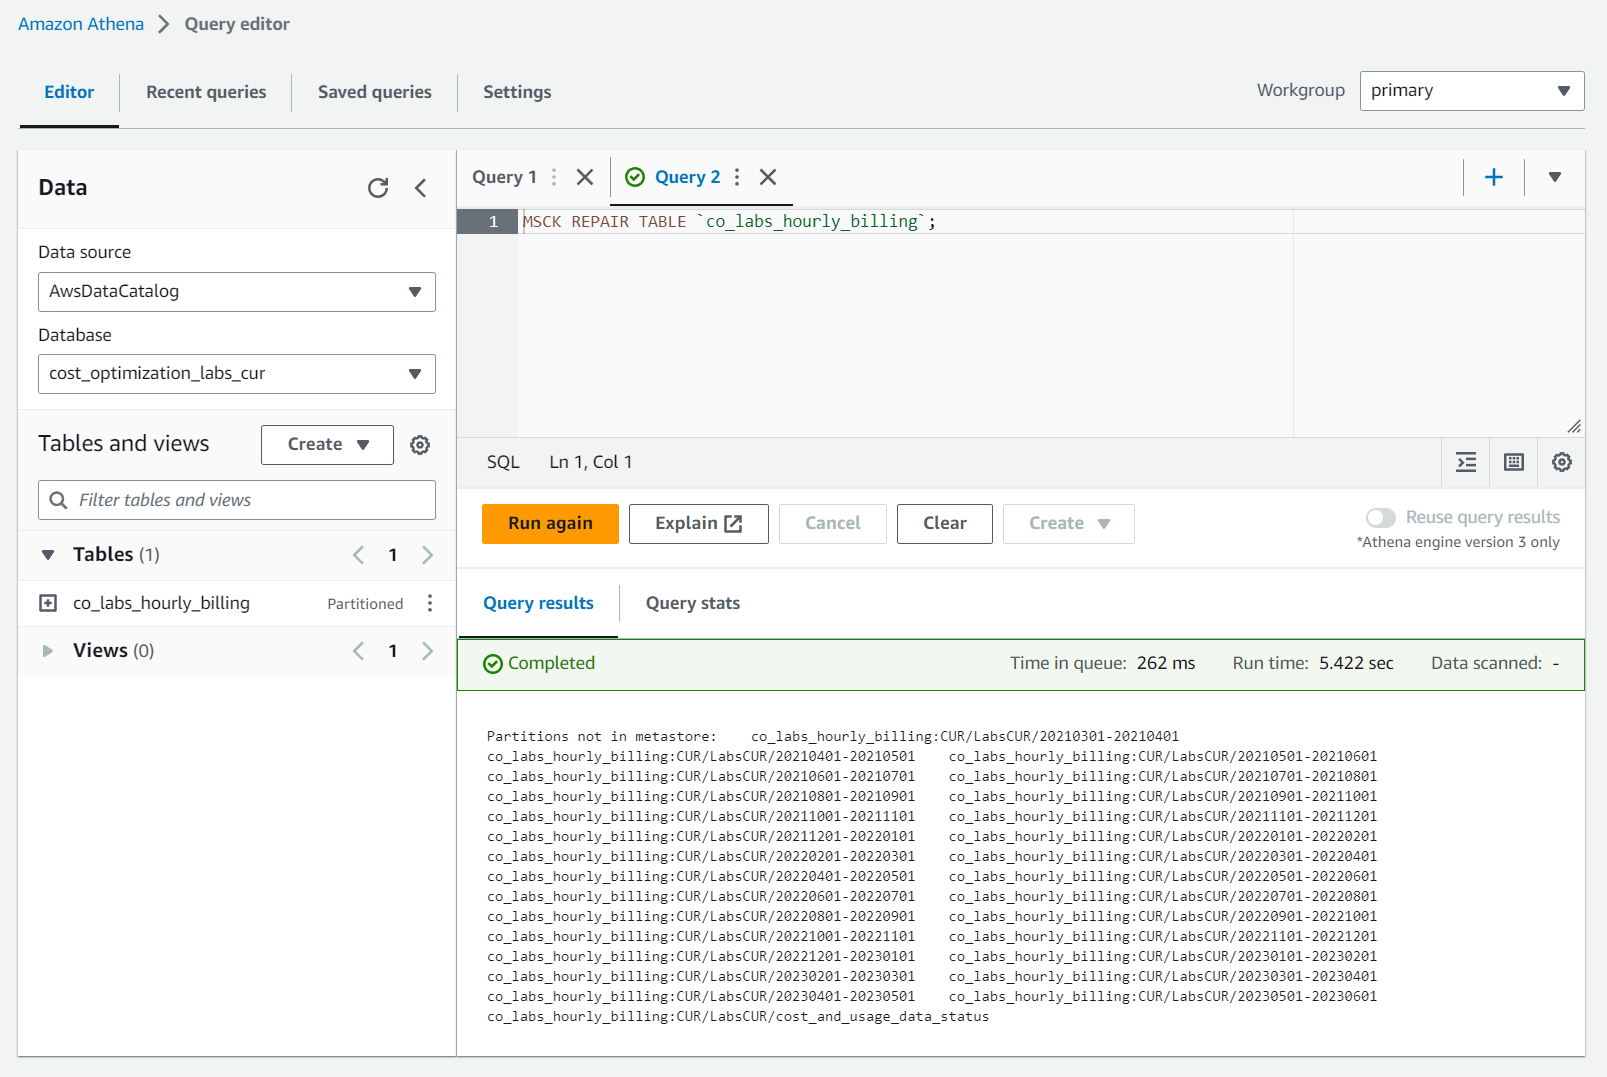 Amazon Athena > Query editor
Editor Recent queries Saved queries Settings
Workgroup primary
Data
Data source
AwsDataCatalog
Database
cost_optimization_labs_cur
Tables and views Create
Filter tables and views
Tables (1) 1
co_labs_hourly_billing Partitioned
Views (0) 1
Query 1 Query 2
1 MSCK REPAIR TABLE `co_labs_hourly_billing`;
SQL Ln 1, Col 1
Run again Explain Cancel Clear Create
Reuse query results
*Athena engine version 3 only
Query results Query stats
Completed Time in queue: 262 ms Run time: 5.422 sec Data scanned: -
Partitions not in metastore: co_labs_hourly_billing:CUR/LabsCUR/20210301-20210401
co_labs_hourly_billing:CUR/LabsCUR/20210401-20210501 co_labs_hourly_billing:CUR/LabsCUR/20210501-20210601
co_labs_hourly_billing:CUR/LabsCUR/20210601-20210701 co_labs_hourly_billing:CUR/LabsCUR/20210701-20210801
co_labs_hourly_billing:CUR/LabsCUR/20210801-20210901 co_labs_hourly_billing:CUR/LabsCUR/20210901-20211001
co_labs_hourly_billing:CUR/LabsCUR/20211001-20211101 co_labs_hourly_billing:CUR/LabsCUR/20211101-20211201
co_labs_hourly_billing:CUR/LabsCUR/20211201-20220101 co_labs_hourly_billing:CUR/LabsCUR/20220101-20220201
co_labs_hourly_billing:CUR/LabsCUR/20220201-20220301 co_labs_hourly_billing:CUR/LabsCUR/20220301-20220401
co_labs_hourly_billing:CUR/LabsCUR/20220401-20220501 co_labs_hourly_billing:CUR/LabsCUR/20220501-20220601
co_labs_hourly_billing:CUR/LabsCUR/20220601-20220701 co_labs_hourly_billing:CUR/LabsCUR/20220701-20220801
co_labs_hourly_billing:CUR/LabsCUR/20220801-20220901 co_labs_hourly_billing:CUR/LabsCUR/20220901-20221001
co_labs_hourly_billing:CUR/LabsCUR/20221001-20221101 co_labs_hourly_billing:CUR/LabsCUR/20221101-20221201
co_labs_hourly_billing:CUR/LabsCUR/20221201-20230101 co_labs_hourly_billing:CUR/LabsCUR/20230101-20230201
co_labs_hourly_billing:CUR/LabsCUR/20230201-20230301 co_labs_hourly_billing:CUR/LabsCUR/20230301-20230401
co_labs_hourly_billing:CUR/LabsCUR/20230401-20230501 co_labs_hourly_billing:CUR/LabsCUR/20230501-20230601
co_labs_hourly_billing:CUR/LabsCUR/cost_and_usage_data_status